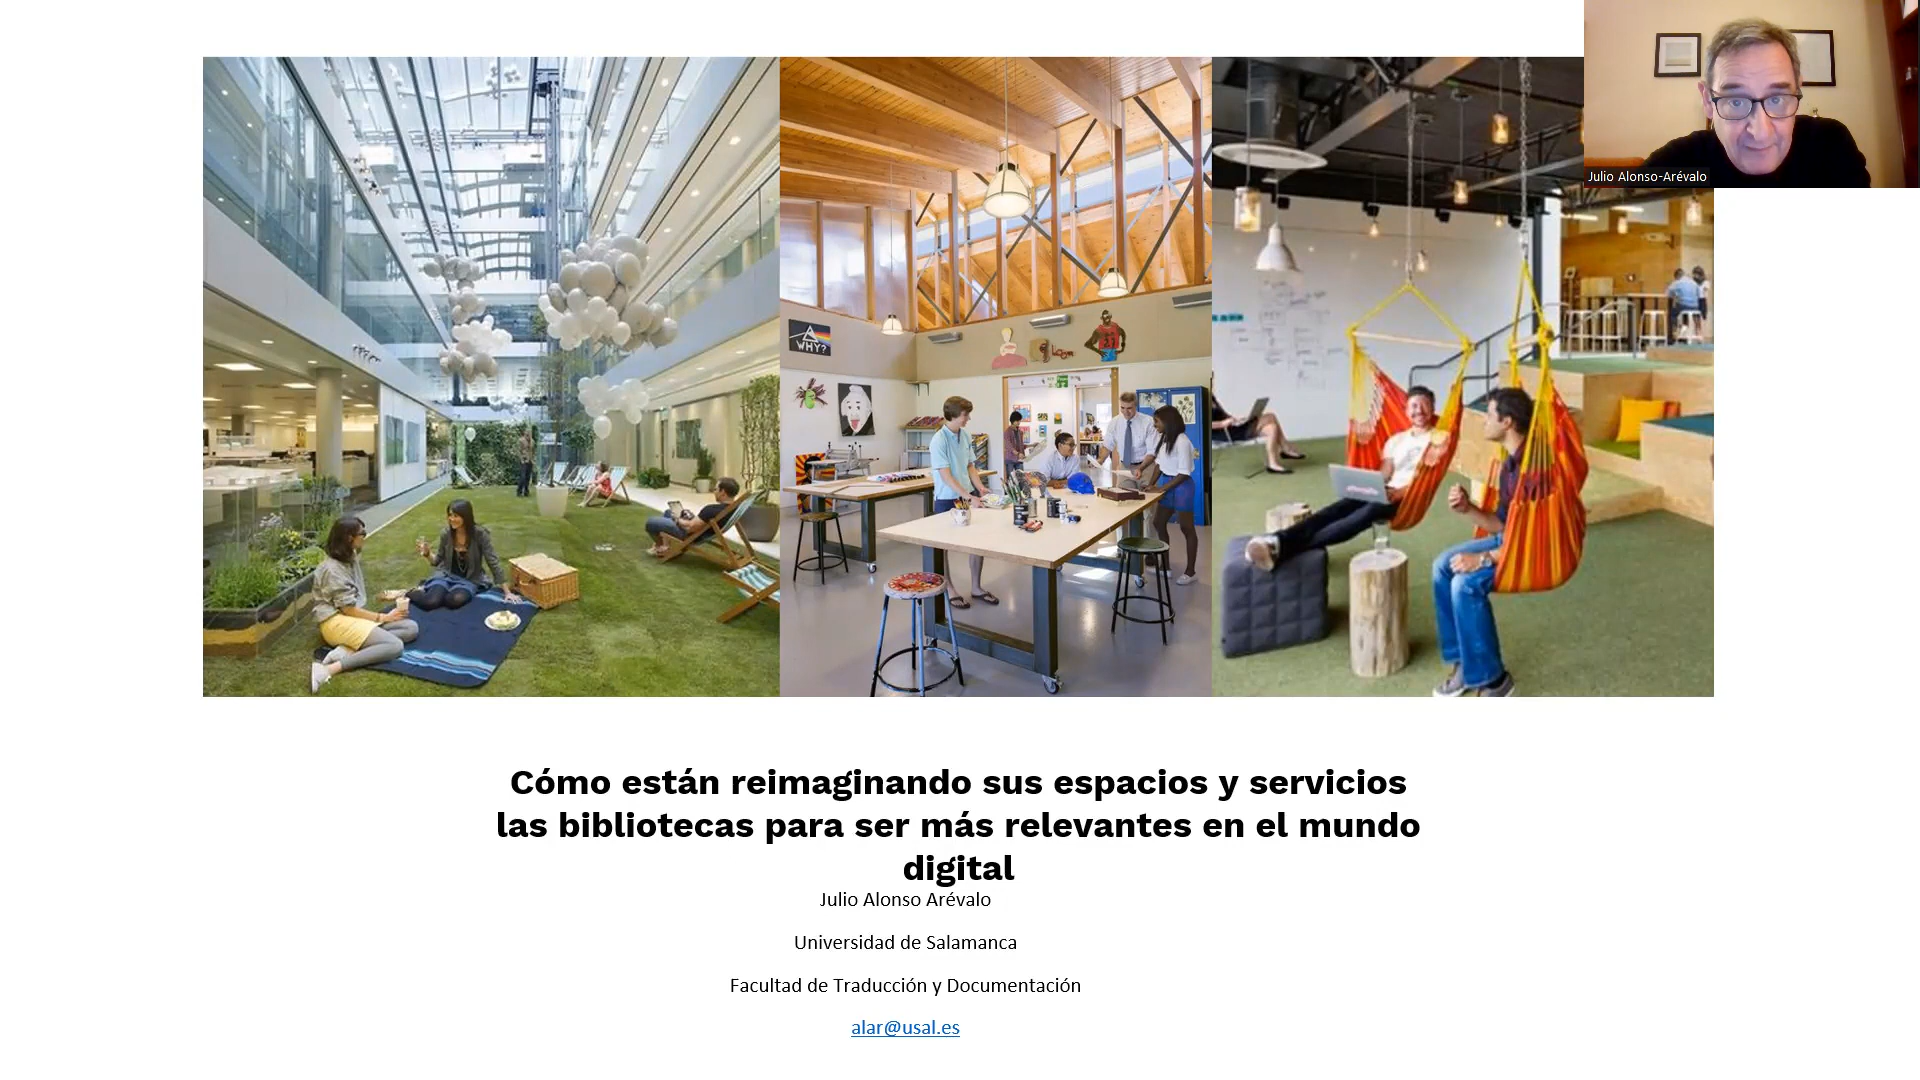 Julio Alonso-Arévalo
WHY?
Cómo están reimaginando sus espacios y servicios
las bibliotecas para ser más relevantes en el mundo
digital
Julio Alonso Arévalo
Universidad de Salamanca
Facultad de Traducción y Documentación
alar@usal.es